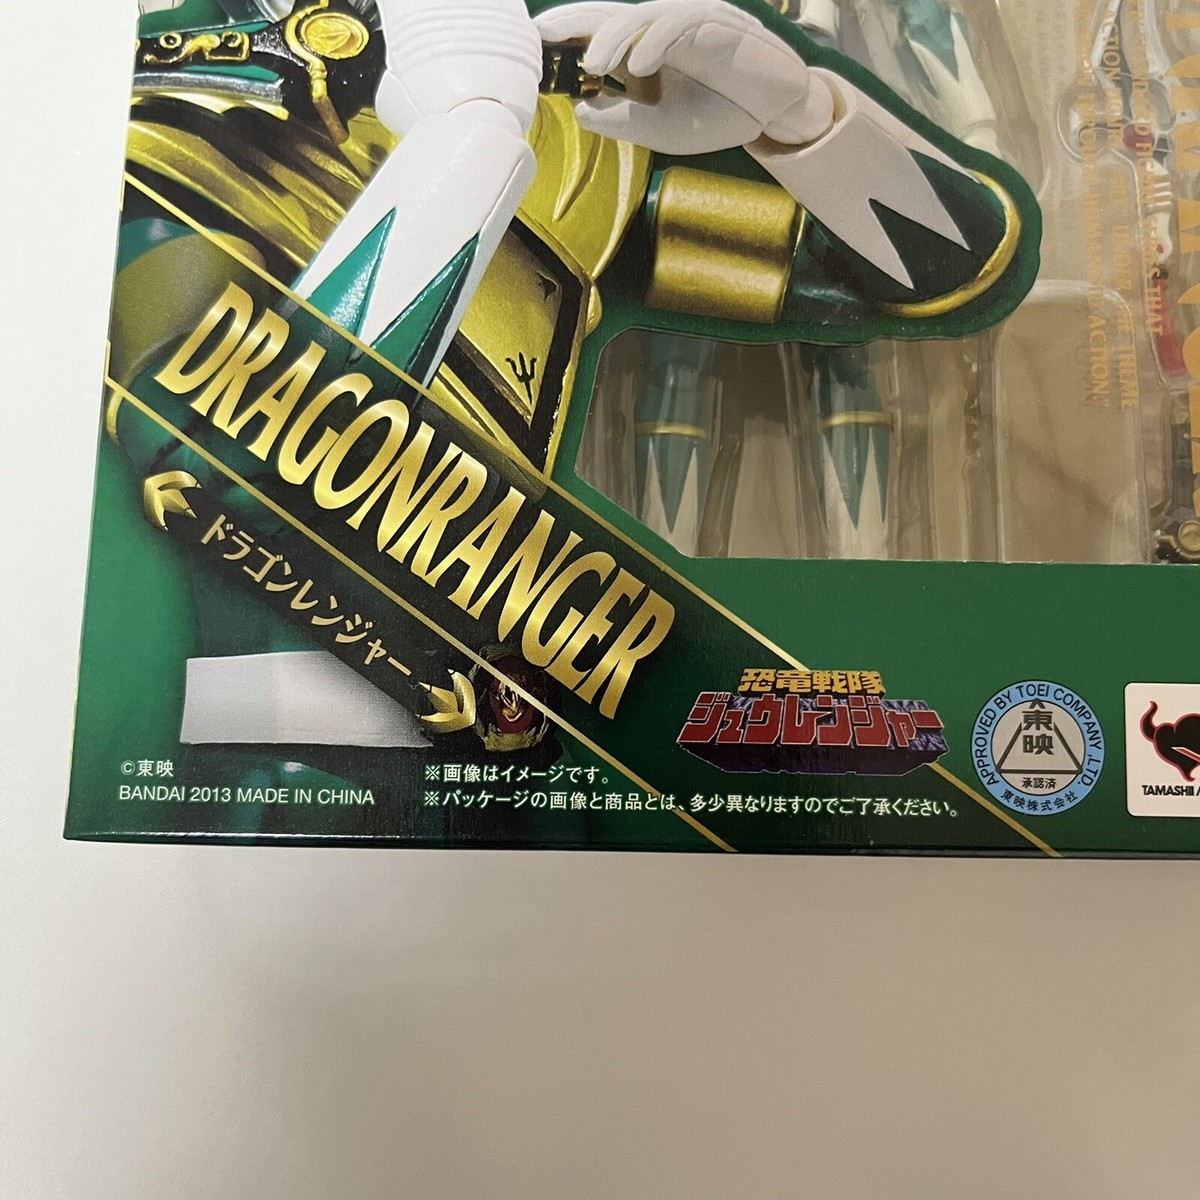 DRAGONRANGER
ドラゴンレンジャー
恐竜戦隊
ジュウレンジャー
APPROVED BY TOEI COMPANY,LTD.
東映
承認済
東映株式会社
©東映
BANDAI 2013 MADE IN CHINA
※画像はイメージです。
※パッケージの画像と商品とは、多少異なりますのでご了承ください。
TAMASHII